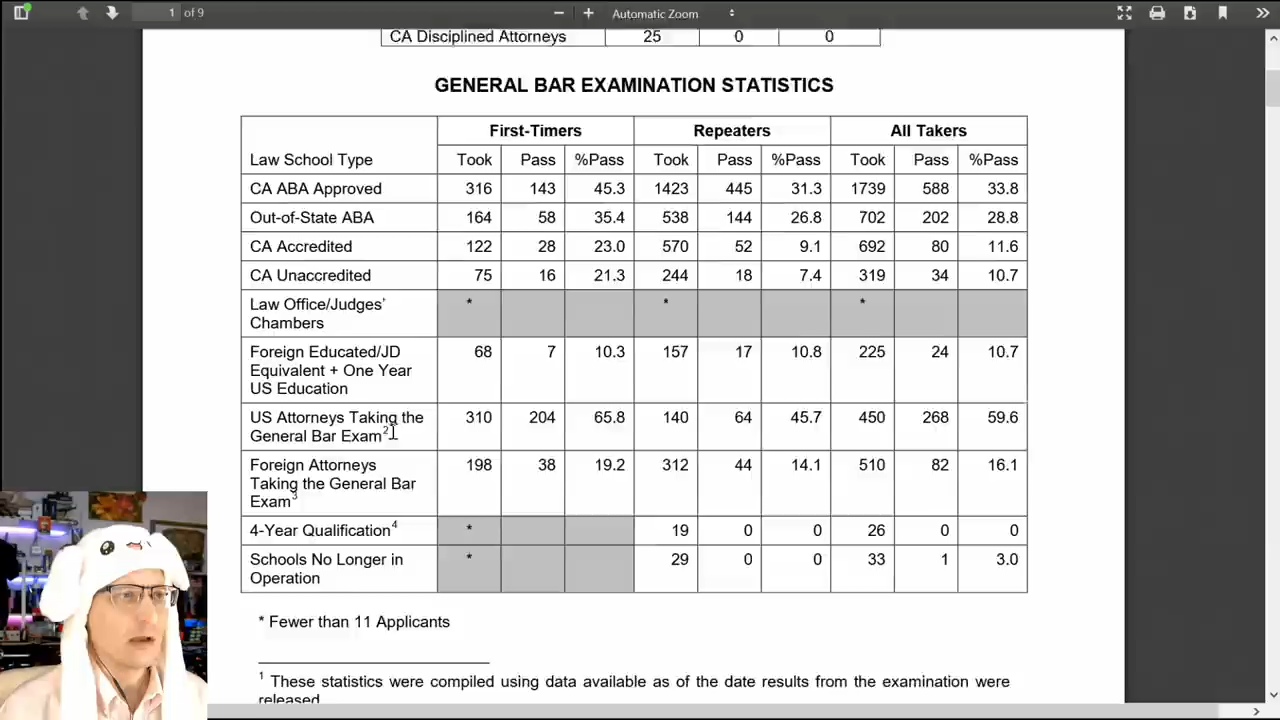 1 of 9
Automatic Zoom
CA Disciplined Attorneys 25 0 0
GENERAL BAR EXAMINATION STATISTICS
First-Timers Repeaters All Takers
Law School Type Took Pass %Pass Took Pass %Pass Took Pass %Pass
CA ABA Approved 316 143 45.3 1423 445 31.3 1739 588 33.8
Out-of-State ABA 164 58 35.4 538 144 26.8 702 202 28.8
CA Accredited 122 28 23.0 570 52 9.1 692 80 11.6
CA Unaccredited 75 16 21.3 244 18 7.4 319 34 10.7
Law Office/Judges' * * *
Chambers
Foreign Educated/JD 68 7 10.3 157 17 10.8 225 24 10.7
Equivalent + One Year
US Education
US Attorneys Taking the 310 204 65.8 140 64 45.7 450 268 59.6
General Bar Exam2
Foreign Attorneys 198 38 19.2 312 44 14.1 510 82 16.1
Taking the General Bar
Exam3
4-Year Qualification4 * 19 0 0 26 0 0
Schools No Longer in * 29 0 0 33 1 3.0
Operation
* Fewer than 11 Applicants
1 These statistics were compiled using data available as of the date results from the examination were
released